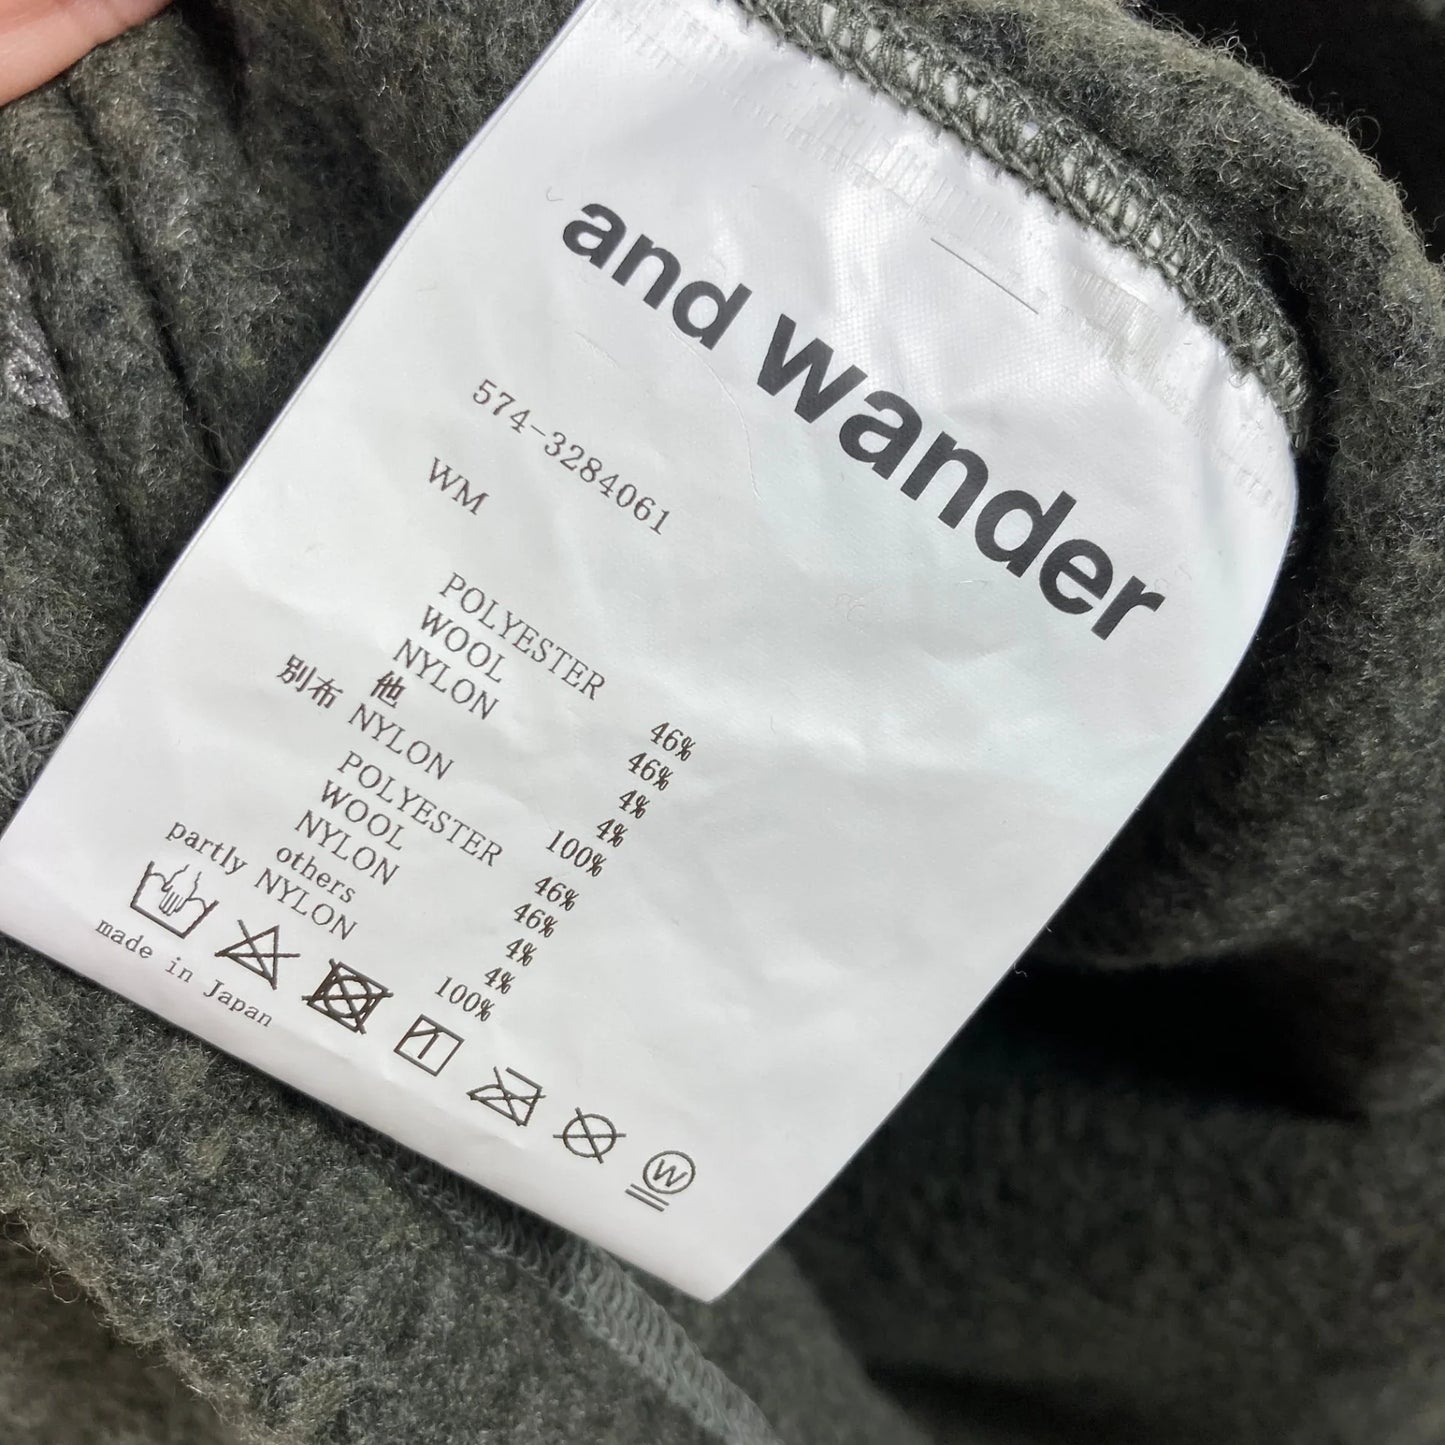 and wander
574-3284061
WM
POLYESTER 46%
WOOL 46%
NYLON 4%
他 4%
別布 NYLON 100%
POLYESTER 46%
WOOL 46%
NYLON 4%
others 4%
partly NYLON 100%
W
made in Japan